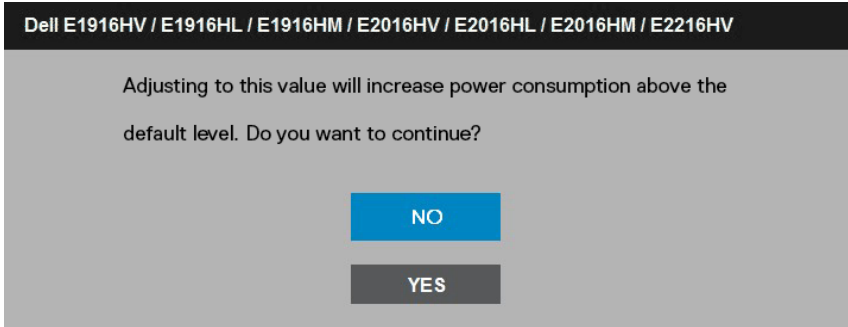 Dell E1916HV / E1916HL / E1916HM / E2016HV / E2016HL / E2016HM / E2216HV
Adjusting to this value will increase power consumption above the
default level. Do you want to continue?
NO
YES